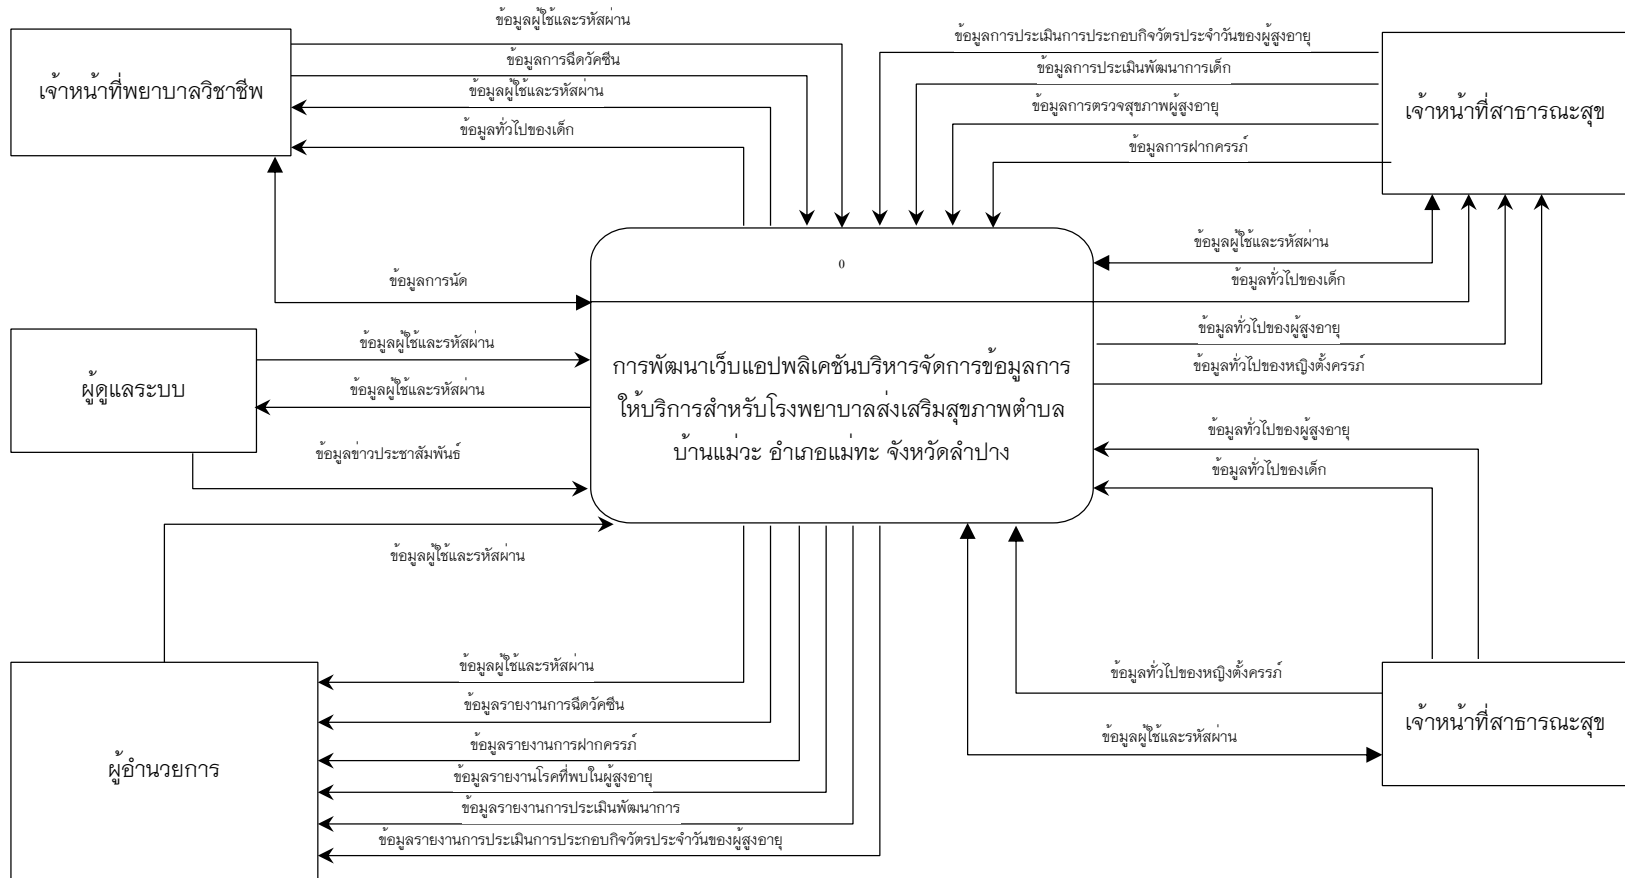 ข้อมูลผู้ใช้และรหัสผ่าน
ข้อมูลการฉีดวัคซีน
ข้อมูลผู้ใช้และรหัสผ่าน
ข้อมูลทั่วไปของเด็ก
เจ้าหน้าที่พยาบาลวิชาชีพ
ข้อมูลการประเมินการประกอบกิจวัตรประจำวันของผู้สูงอายุ
ข้อมูลการประเมินพัฒนาการเด็ก
ข้อมูลการตรวจสุขภาพผู้สูงอายุ
ข้อมูลการฝากครรภ์
เจ้าหน้าที่สาธารณะสุข
ข้อมูลการนัด
0
ข้อมูลผู้ใช้และรหัสผ่าน
ข้อมูลทั่วไปของเด็ก
ข้อมูลทั่วไปของผู้สูงอายุ
ข้อมูลทั่วไปของหญิงตั้งครรภ์
ผู้ดูแลระบบ
ข้อมูลผู้ใช้และรหัสผ่าน
ข้อมูลผู้ใช้และรหัสผ่าน
ข้อมูลข่าวประชาสัมพันธ์
การพัฒนาเว็บแอปพลิเคชันบริหารจัดการข้อมูลการ
ให้บริการสำหรับโรงพยาบาลส่งเสริมสุขภาพตำบล
บ้านแม่วะ อำเภอแม่ทะ จังหวัดลำปาง
ข้อมูลทั่วไปของผู้สูงอายุ
ข้อมูลทั่วไปของเด็ก
ข้อมูลผู้ใช้และรหัสผ่าน
ผู้อำนวยการ
ข้อมูลผู้ใช้และรหัสผ่าน
ข้อมูลรายงานการฉีดวัคซีน
ข้อมูลรายงานการฝากครรภ์
ข้อมูลรายงานโรคที่พบในผู้สูงอายุ
ข้อมูลรายงานการประเมินพัฒนาการ
ข้อมูลรายงานการประเมินการประกอบกิจวัตรประจำวันของผู้สูงอายุ
ข้อมูลทั่วไปของหญิงตั้งครรภ์
ข้อมูลผู้ใช้และรหัสผ่าน
เจ้าหน้าที่สาธารณะสุข